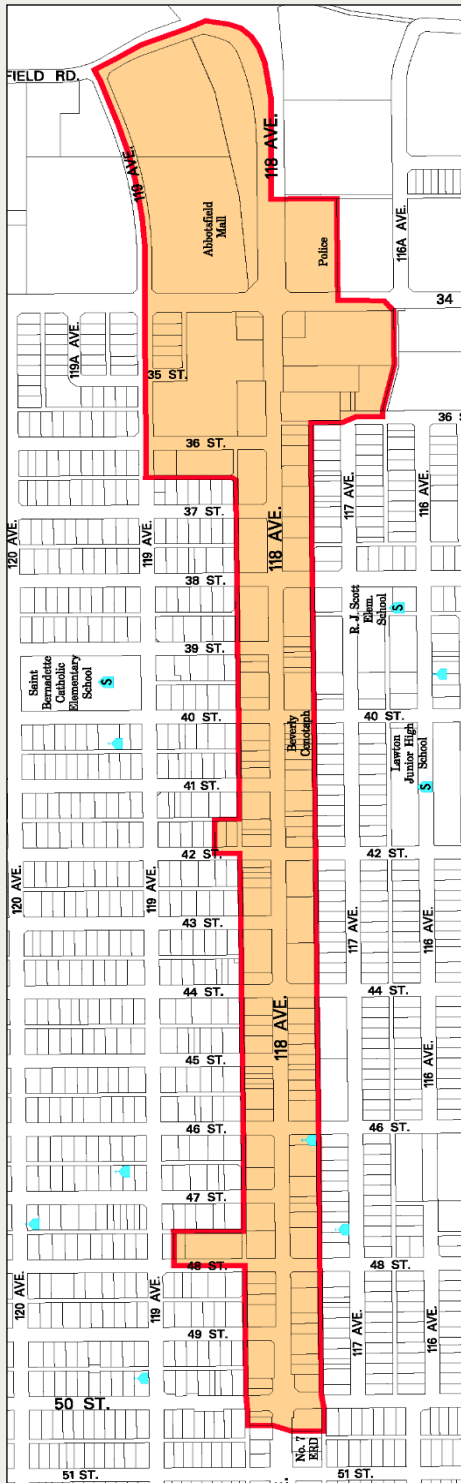 FIELD RD.
118 AVE.
119 AVE.
Abbotsfield
Mall
Police
116A AVE.
34
119A AVE.
35 ST.
36 ST.
36 S
37 ST.
118 AVE.
117 AVE.
116 AVE.
120 AVE.
119 AVE.
38 ST.
R. J. Scott
Elem.
School
S
39 ST.
Saint
Bernadette
Catholic
Elementary
School
S
40 ST.
Beverly
Cenotaph
40 ST.
Lawton
Junior High
School
S
41 ST.
42 ST.
42 ST.
120 AVE.
119 AVE.
117 AVE.
116 AVE.
43 ST.
44 ST.
44 ST.
118 AVE.
45 ST.
116 AVE.
46 ST.
46 ST.
47 ST.
48 ST.
48 ST.
120 AVE.
119 AVE.
117 AVE.
116 AVE.
49 ST.
50 ST.
No. 7
ERD
51 ST.
51 ST.